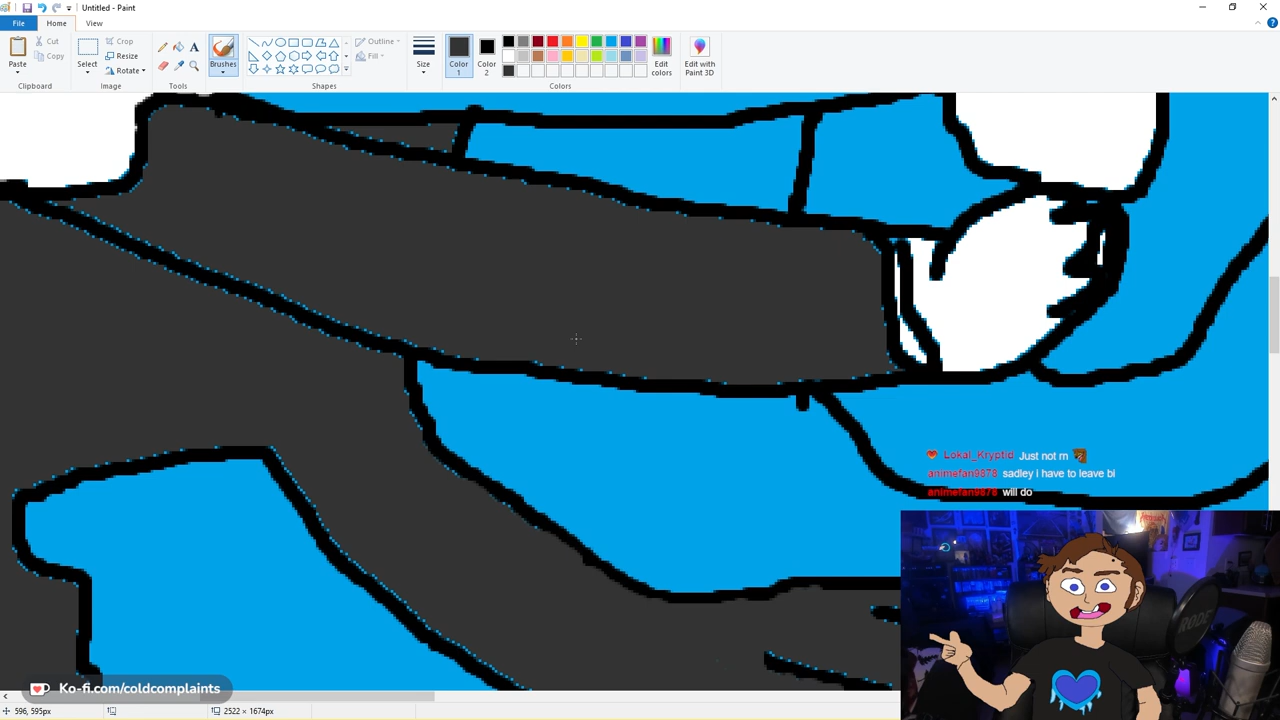 Untitled - Paint
File
Home
View
Paste
Cut
Copy
Clipboard
Select
Crop
Resize
Rotate
Image
A
Tools
Brushes
Outline
Fill
Shapes
Size
Color 1
Color 2
Edit colors
Colors
Edit with Paint 3D
Lokal_Kryptid Just not rn
animefan9878 sadley i have to leave bi
animefan9878 will do
RODE
Ko-fi.com/coldcomplaints
596, 595px
2522 × 1674px